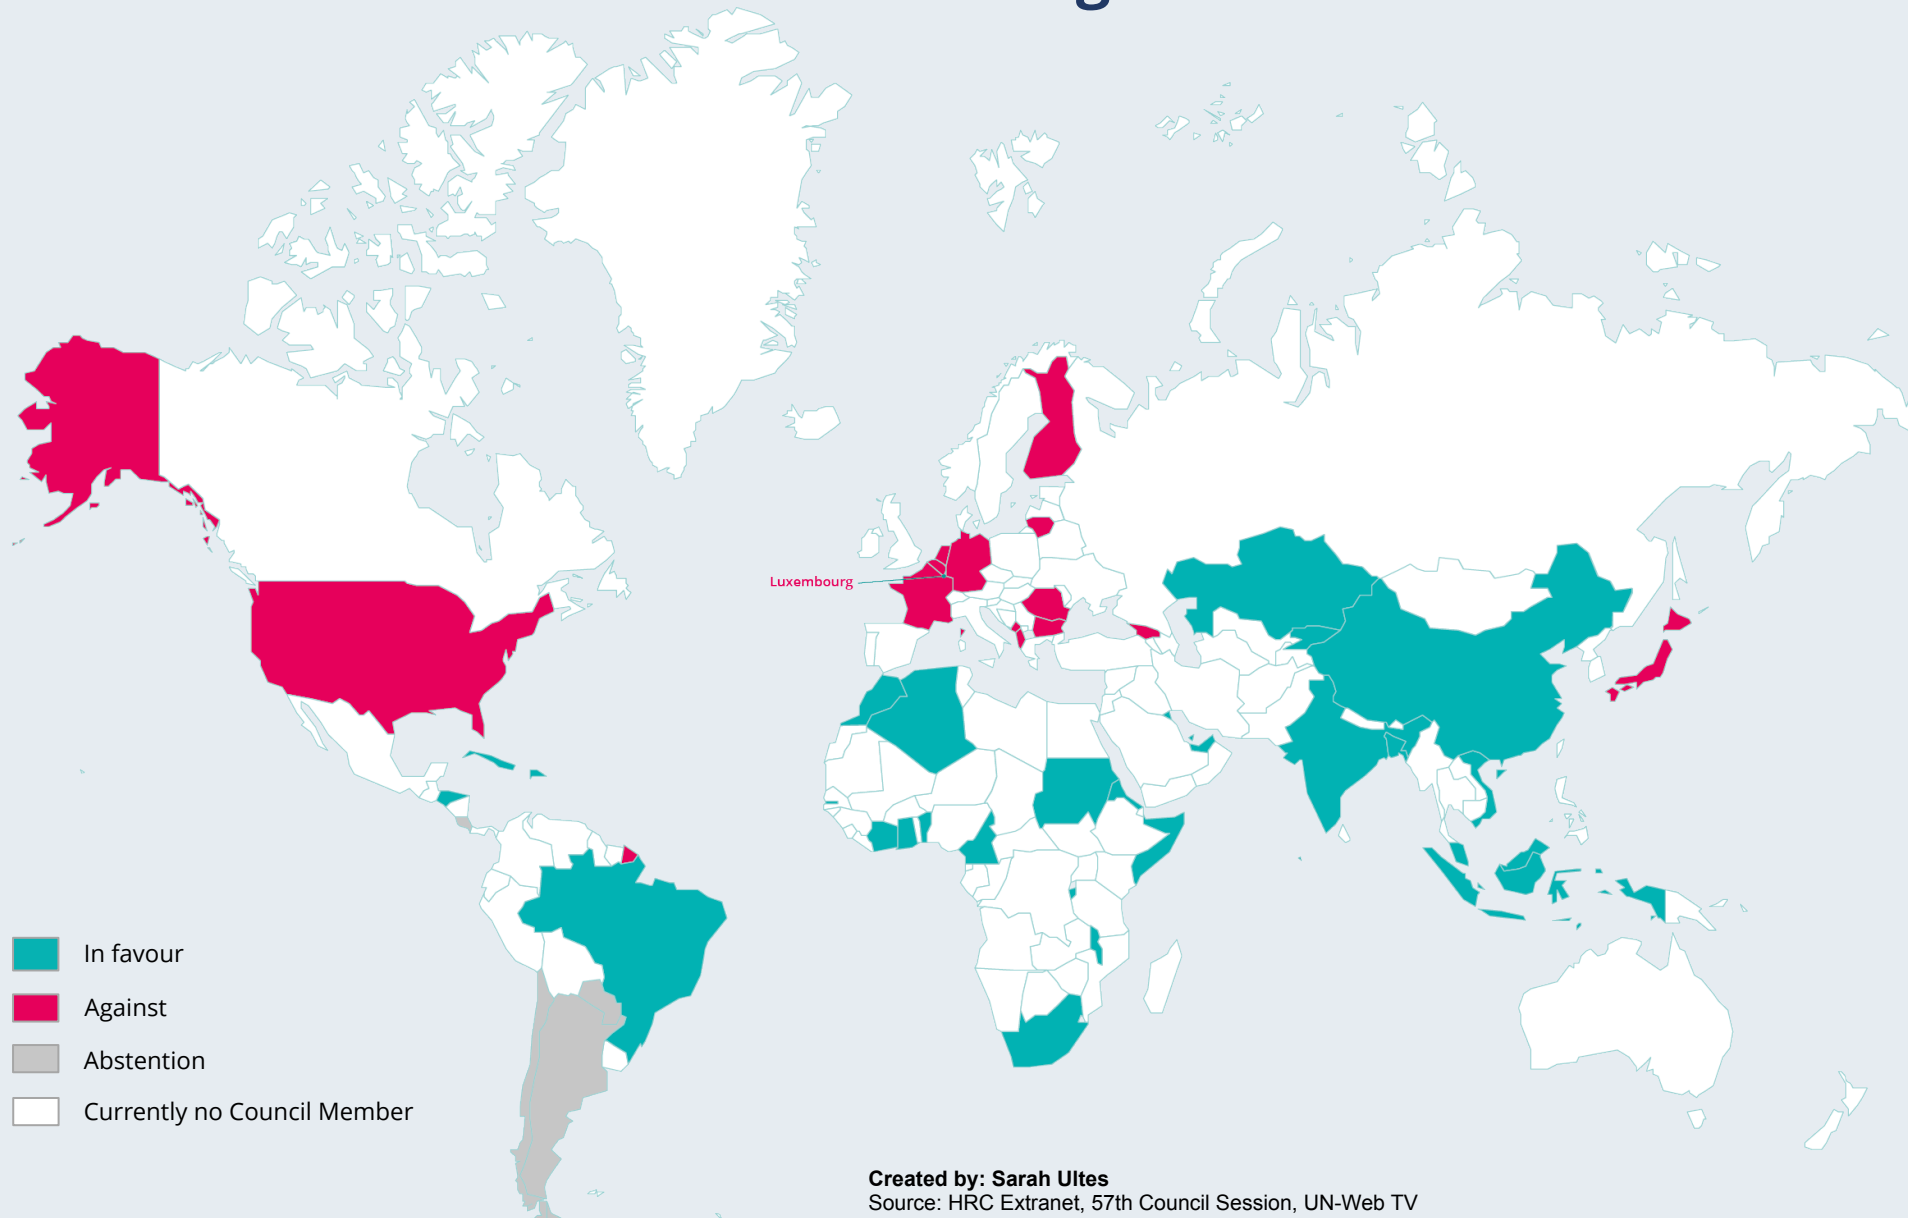 Luxembourg
In favour
Against
Abstention
Currently no Council Member
Created by: Sarah Ultes
Source: HRC Extranet, 57th Council Session, UN-Web TV